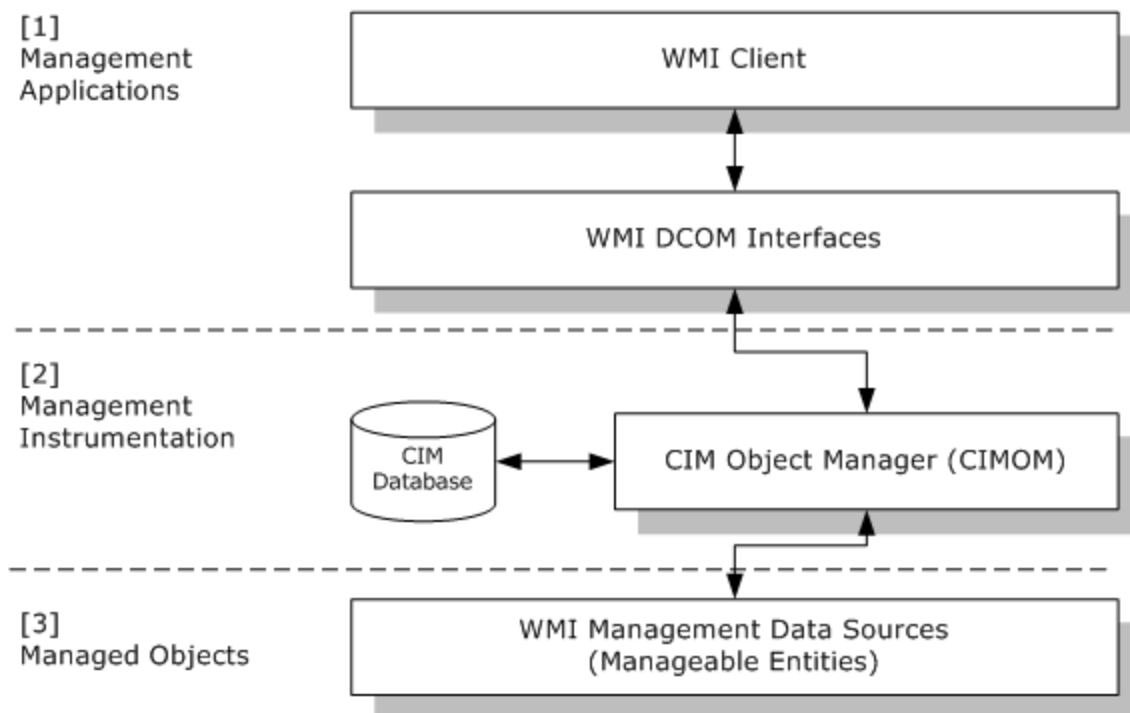 [1]
Management
Applications
WMI Client
WMI DCOM Interfaces
[2]
Management
Instrumentation
CIM
Database
CIM Object Manager (CIMOM)
[3]
Managed Objects
WMI Management Data Sources
(Manageable Entities)